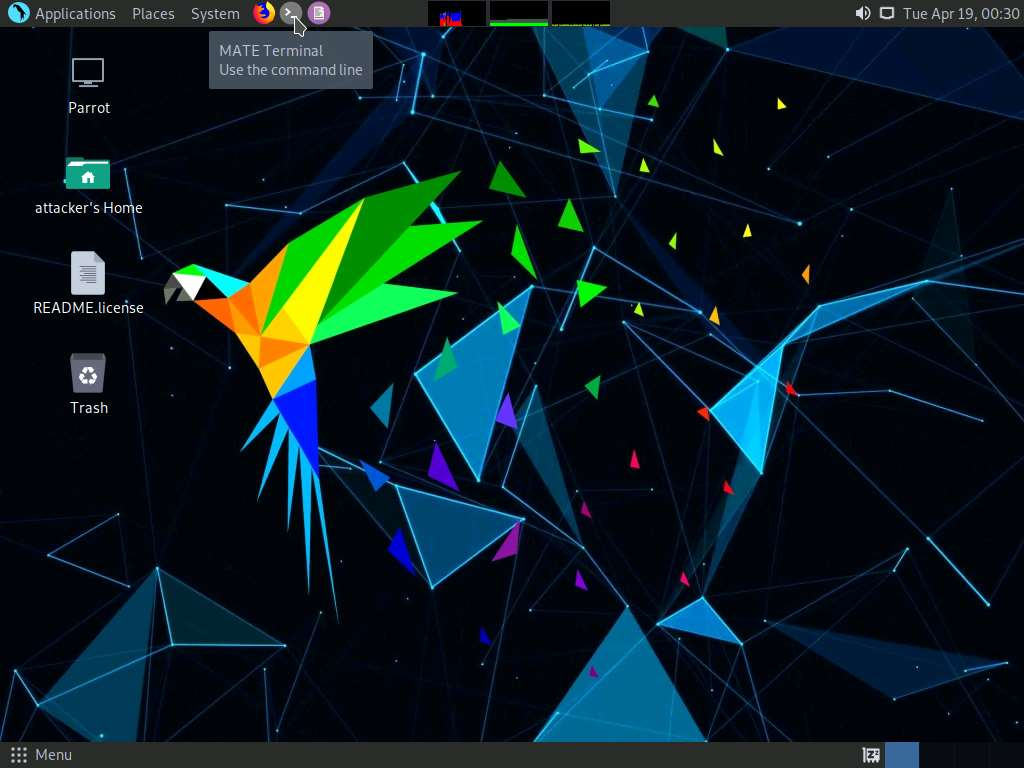 Applications Places System Tue Apr 19, 00:30
MATE Terminal
Use the command line
Parrot
attacker's Home
README.license
Trash
Menu